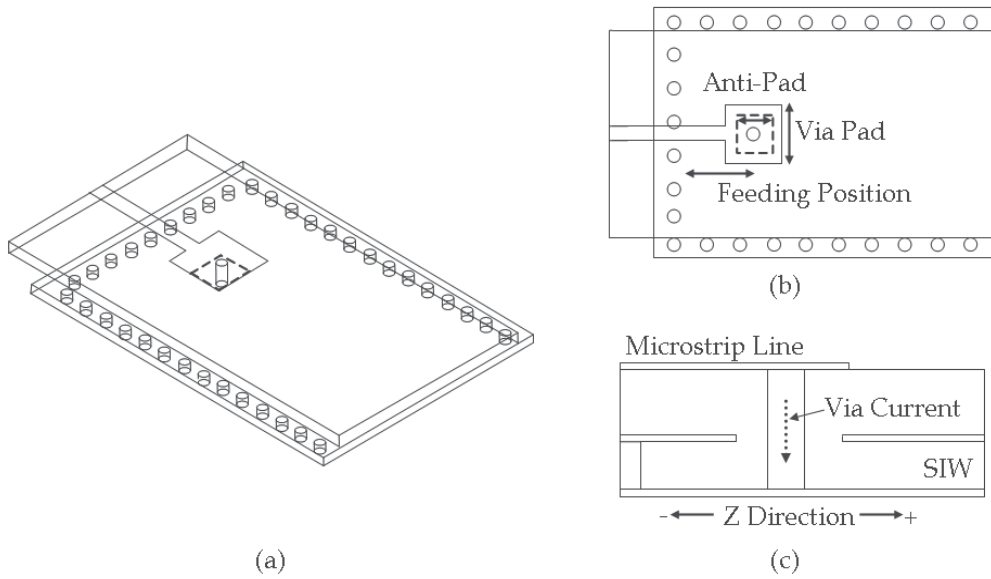 Anti-Pad
Via Pad
Feeding Position
(b)
Microstrip Line
Via Current
SIW
- Z Direction +
(a)
(c)